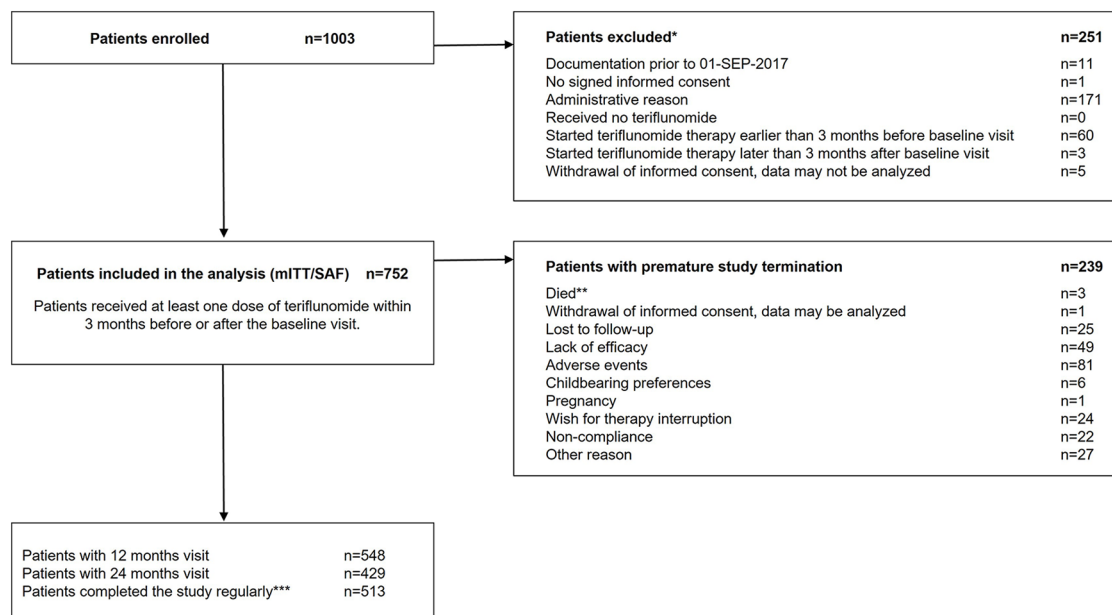 Patients enrolled n=1003
Patients excluded* n=251
Documentation prior to 01-SEP-2017 n=11
No signed informed consent n=1
Administrative reason n=171
Received no teriflunomide n=0
Started teriflunomide therapy earlier than 3 months before baseline visit n=60
Started teriflunomide therapy later than 3 months after baseline visit n=3
Withdrawal of informed consent, data may not be analyzed n=5
Patients included in the analysis (mITT/SAF) n=752
Patients received at least one dose of teriflunomide within
3 months before or after the baseline visit.
Patients with premature study termination n=239
Died** n=3
Withdrawal of informed consent, data may be analyzed n=1
Lost to follow-up n=25
Lack of efficacy n=49
Adverse events n=81
Childbearing preferences n=6
Pregnancy n=1
Wish for therapy interruption n=24
Non-compliance n=22
Other reason n=27
Patients with 12 months visit n=548
Patients with 24 months visit n=429
Patients completed the study regularly*** n=513